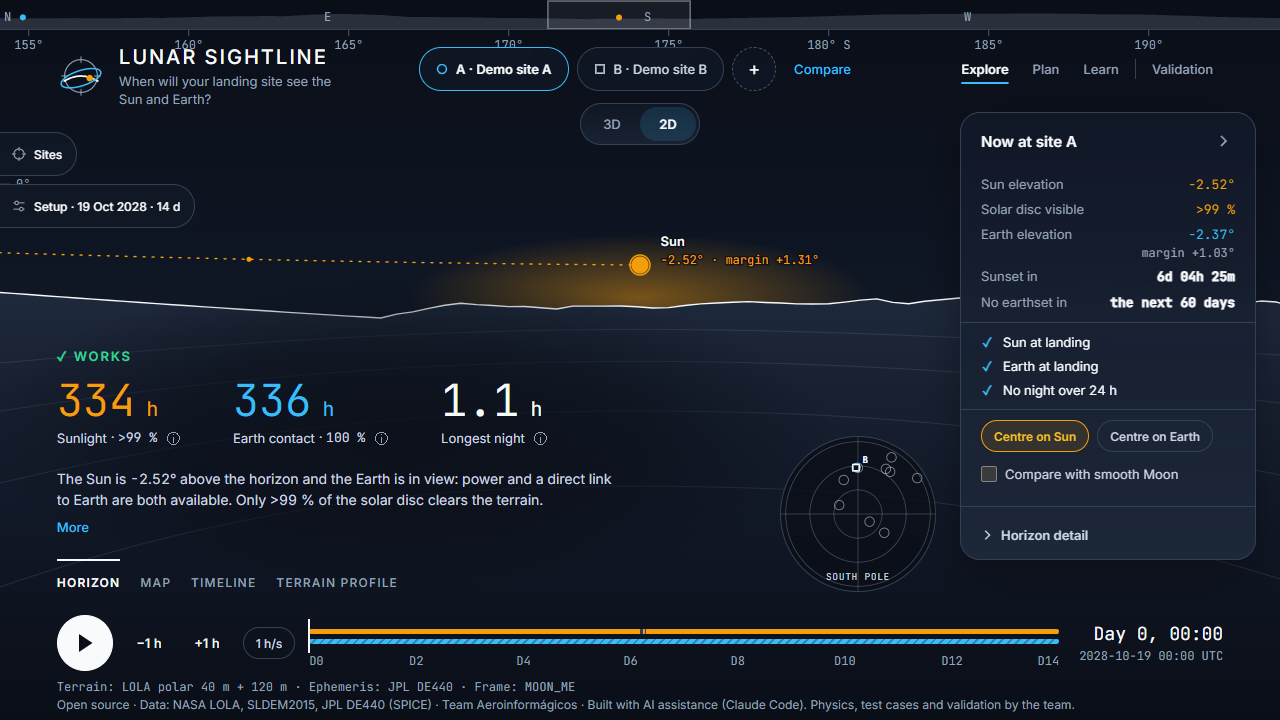 N E S W
155° 160° 165° 170° 175° 180° S 185° 190°
LUNAR SIGHTLINE
When will your landing site see the
Sun and Earth?
A · Demo site A
B · Demo site B
+
Compare
Explore Plan Learn Validation
3D 2D
Sites
0°
Setup · 19 Oct 2028 · 14 d
Sun
-2.52° · margin +1.31°
Now at site A
Sun elevation -2.52°
Solar disc visible >99 %
Earth elevation -2.37°
margin +1.03°
Sunset in 6d 04h 25m
No earthset in the next 60 days
✓ Sun at landing
✓ Earth at landing
✓ No night over 24 h
Centre on Sun Centre on Earth
Compare with smooth Moon
Horizon detail
✓ WORKS
334 h 336 h 1.1 h
Sunlight · >99 % Earth contact · 100 % Longest night
The Sun is -2.52° above the horizon and the Earth is in view: power and a direct link
to Earth are both available. Only >99 % of the solar disc clears the terrain.
More
B
SOUTH POLE
HORIZON MAP TIMELINE TERRAIN PROFILE
−1 h +1 h 1 h/s
D0 D2 D4 D6 D8 D10 D12 D14
Day 0, 00:00
2028-10-19 00:00 UTC
Terrain: LOLA polar 40 m + 120 m · Ephemeris: JPL DE440 · Frame: MOON_ME
Open source · Data: NASA LOLA, SLDEM2015, JPL DE440 (SPICE) · Team Aeroinformágicos · Built with AI assistance (Claude Code). Physics, test cases and validation by the team.